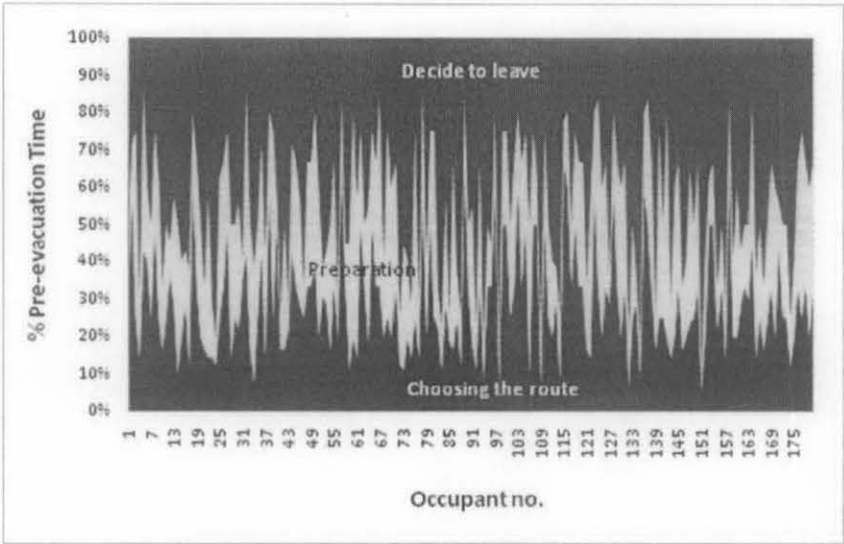 100%
90%
80%
70%
60%
50%
40%
30%
20%
10%
0%
% Pre-evacuation Time
Decide to leave
Preparation
Choosing the route
1 7 13 19 25 31 37 43 49 55 61 67 73 79 85 91 97 103 109 115 121 127 133 139 145 151 157 163 169 175
Occupant no.